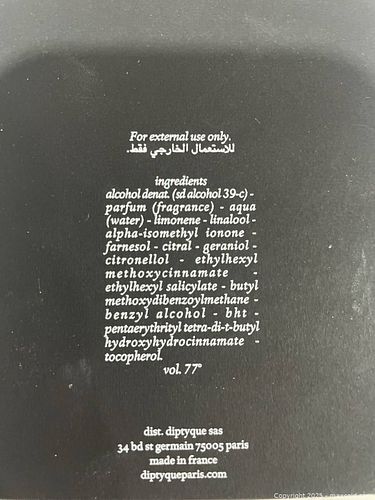 For external use only.
للاستعمال الخارجي فقط.
ingredients
alcohol denat. (sd alcohol 39-c) -
parfum (fragrance) - aqua
(water) - limonene - linalool -
alpha-isomethyl ionone -
farnesol - citral - geraniol -
citronellol - ethylhexyl
methoxycinnamate -
ethylhexyl salicylate - butyl
methoxydibenzoylmethane -
benzyl alcohol - bht -
pentaerythrityl tetra-di-t-butyl
hydroxyhydrocinnamate -
tocopherol.
vol. 77°
dist. diptyque sas
34 bd st germain 75005 paris
made in france
diptyqueparis.com
Copyright 2025 -